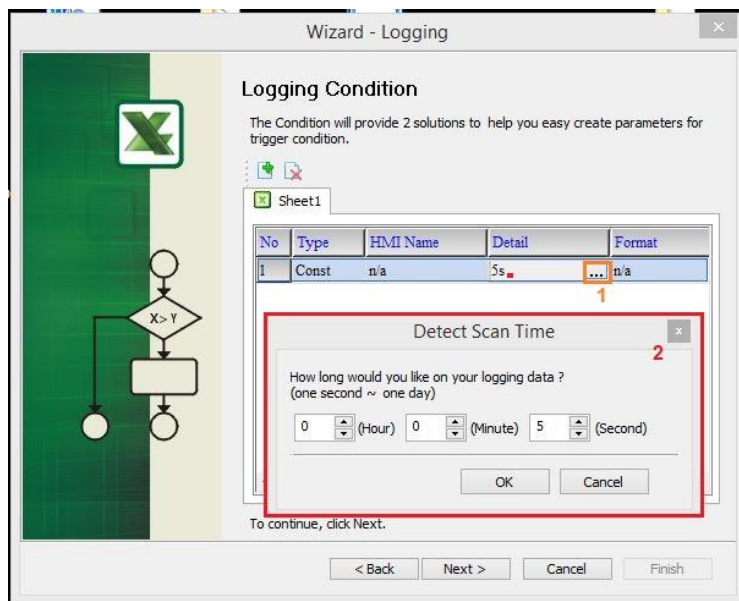 Wizard - Logging
x
Logging Condition
The Condition will provide 2 solutions to help you easy create parameters for
trigger condition.
Sheet1
No Type HMI Name Detail Format
1 Const n/a 5s ... n/a
1
X> Y
Detect Scan Time
x
2
How long would you like on your logging data ?
(one second ~ one day)
0 (Hour) 0 (Minute) 5 (Second)
OK Cancel
To continue, click Next.
< Back Next > Cancel Finish